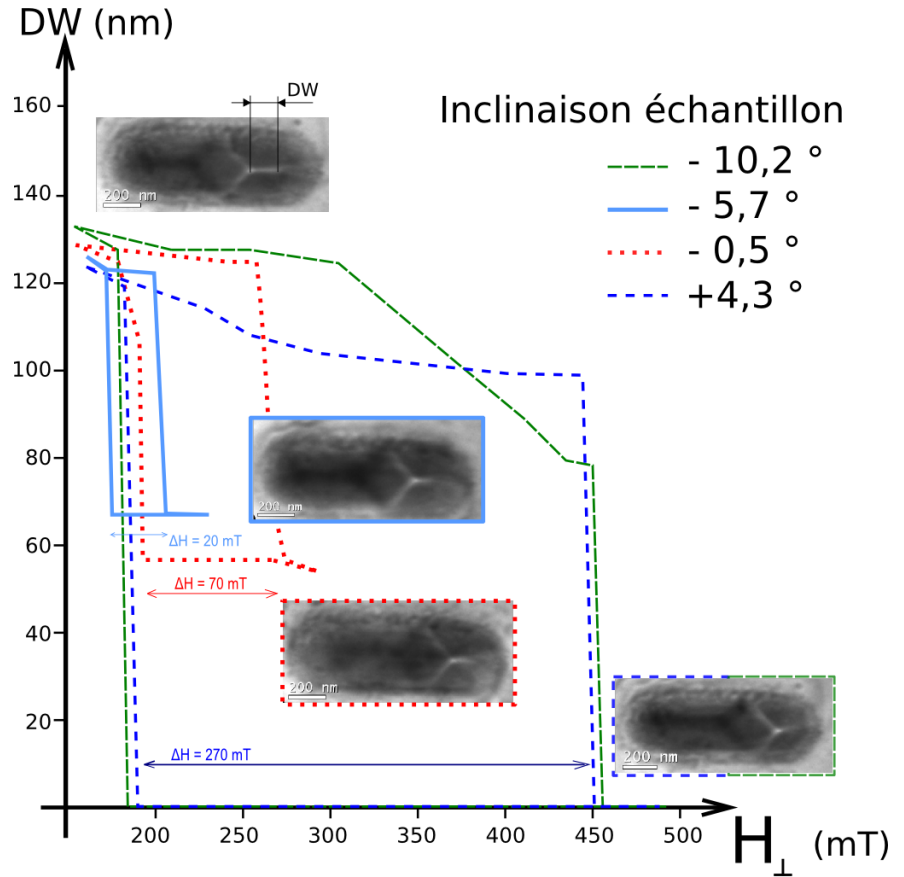 DW (nm)
DW
160
Inclinaison échantillon
- 10,2 °
- 5,7 °
- 0,5 °
+4,3 °
200 nm
140
120
100
80
200 nm
60
ΔH = 20 mT
ΔH = 70 mT
40
200 nm
20
ΔH = 270 mT
200 nm
200 250 300 350 400 450 500
H⊥ (mT)